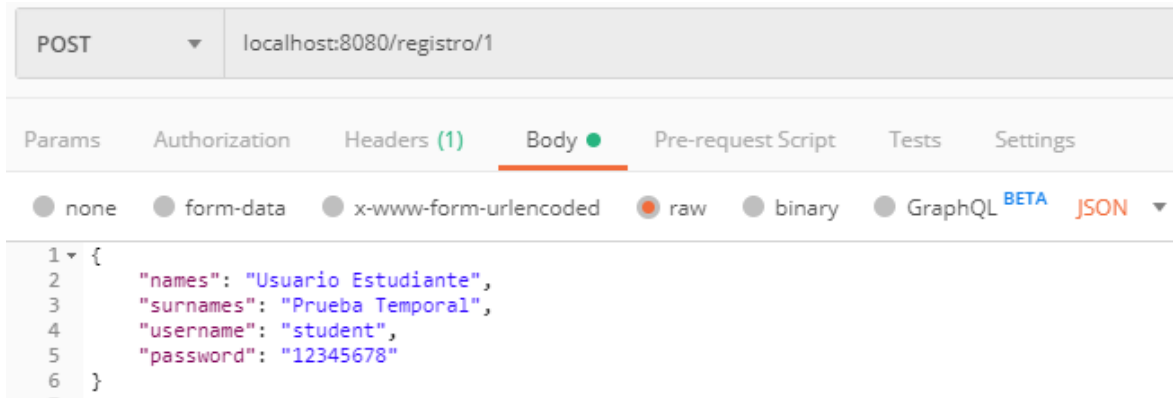 POST localhost:8080/registro/1
Params Authorization Headers (1) Body Pre-request Script Tests Settings
none form-data x-www-form-urlencoded raw binary GraphQL BETA JSON
1 {
2 "names": "Usuario Estudiante",
3 "surnames": "Prueba Temporal",
4 "username": "student",
5 "password": "12345678"
6 }